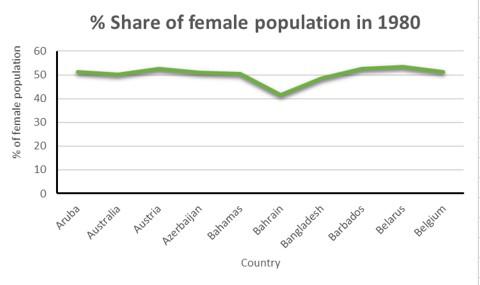 % Share of female population in 1980
% of female population
60
50
40
30
20
10
0
Aruba
Australia
Austria
Azerbaijan
Bahamas
Bahrain
Bangladesh
Barbados
Belarus
Belgium
Country